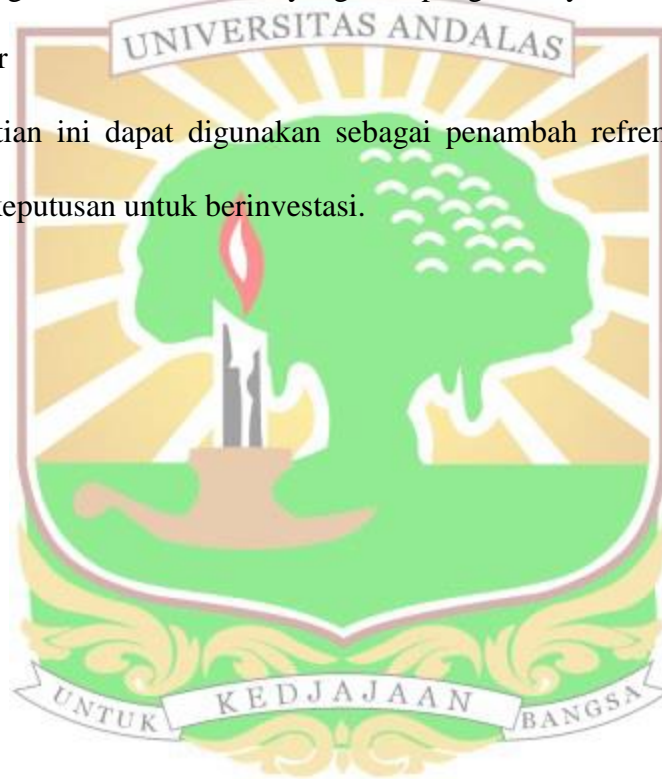 UNIVERSITAS ANDALAS
tian ini dapat digunakan sebagai penambah refren
keputusan untuk berinvestasi.
UNTUK KEDJAJAAN BANGSA